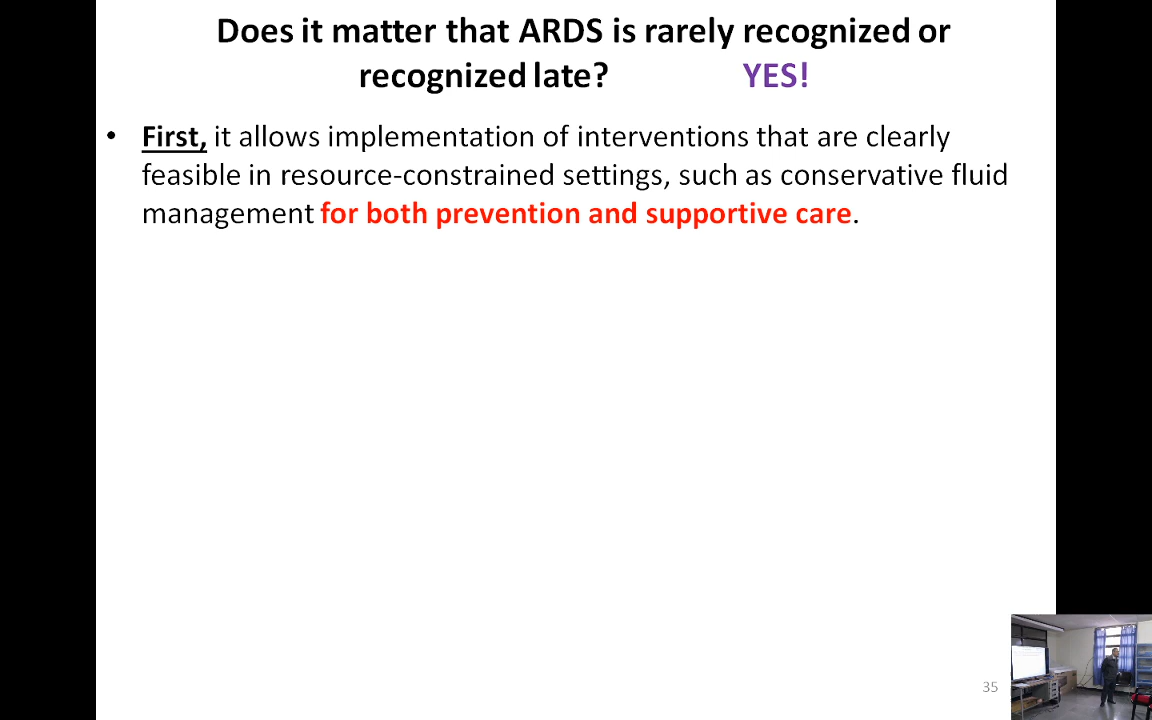 Does it matter that ARDS is rarely recognized or
recognized late? YES!
• First, it allows implementation of interventions that are clearly
feasible in resource-constrained settings, such as conservative fluid
management for both prevention and supportive care.
35